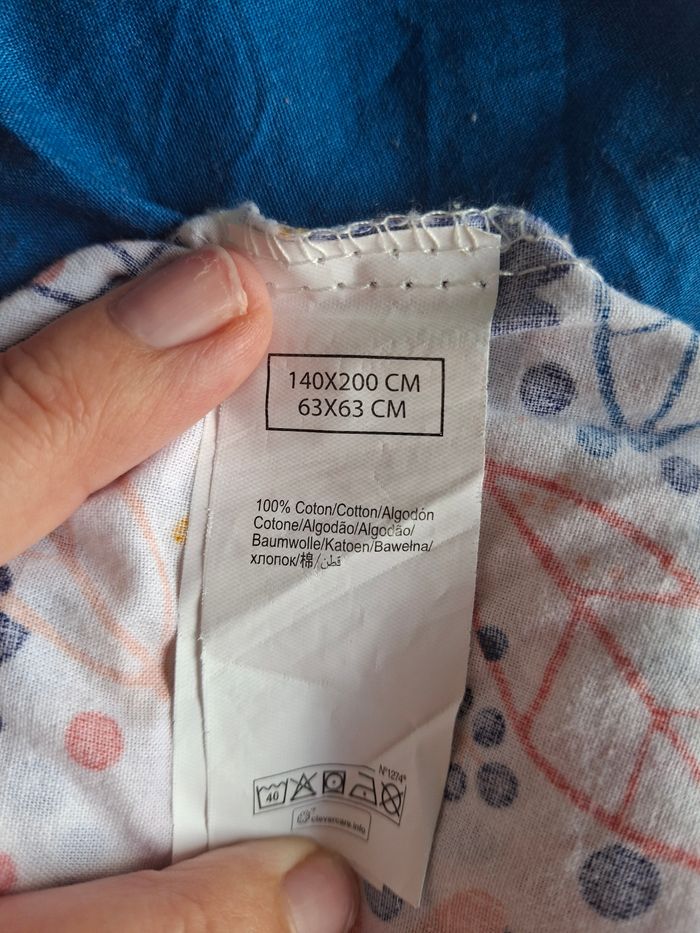 140X200 CM
63X63 CM
100% Coton/Cotton/Algodón
Cotone/Algodão/Algodão/
Baumwolle/Katoen/Bawełna/
хлопок/棉/قطن
N°1274*
40
clevercare.info